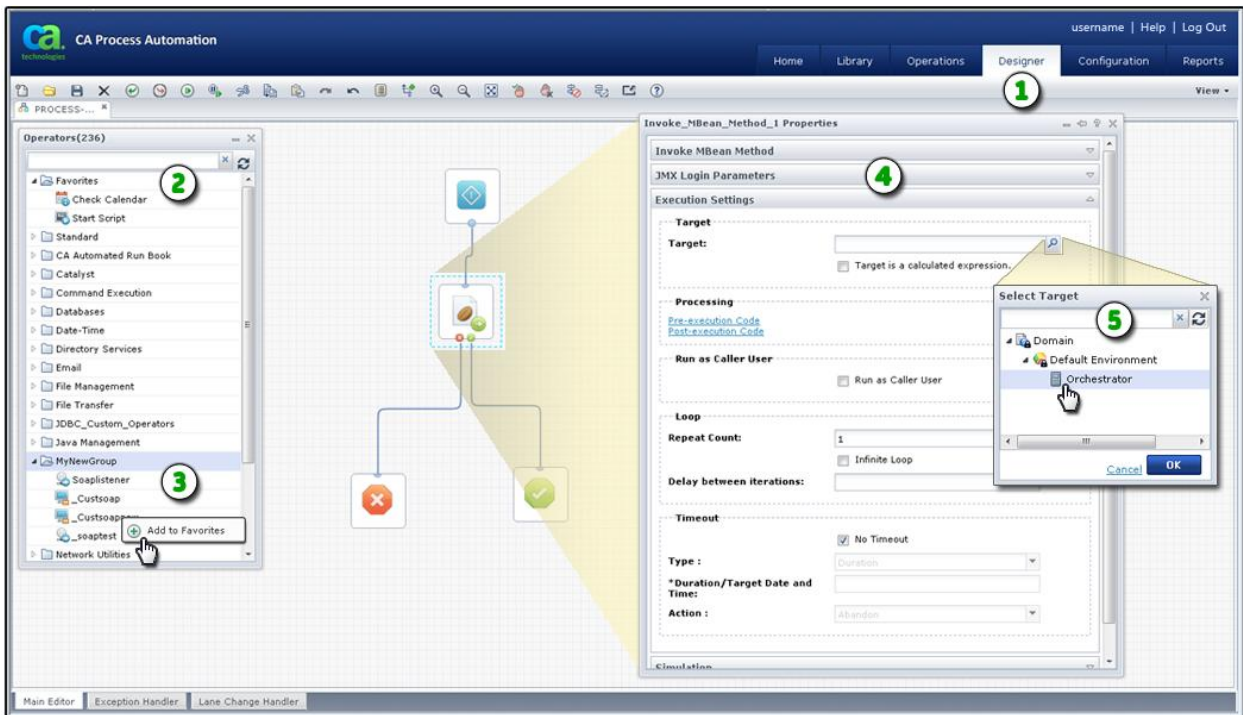 ca
technologies
CA Process Automation
username | Help | Log Out
Home Library Operations Designer Configuration Reports
1
View
PROCESS-...
Operators(236)
2
Favorites
Check Calendar
Start Script
Standard
CA Automated Run Book
Catalyst
Command Execution
Databases
Date-Time
Directory Services
Email
File Management
File Transfer
JDBC_Custom_Operators
Java Management
MyNewGroup
3
Soaplistener
_Custsoap
Add to Favorites
_soaptest
Network Utilities
Invoke_MBean_Method_1 Properties
Invoke MBean Method
4
JMX Login Parameters
Execution Settings
Target
Target:
Target is a calculated expression.
Processing
Pre-execution Code
Post-execution Code
Run as Caller User
Run as Caller User
Loop
Repeat Count: 1
Infinite Loop
Delay between iterations:
Timeout
No Timeout
Type : Duration
*Duration/Target Date and
Time:
Action : Abandon
Simulation
Select Target
5
Domain
Default Environment
Orchestrator
Cancel OK
Main Editor Exception Handler Lane Change Handler